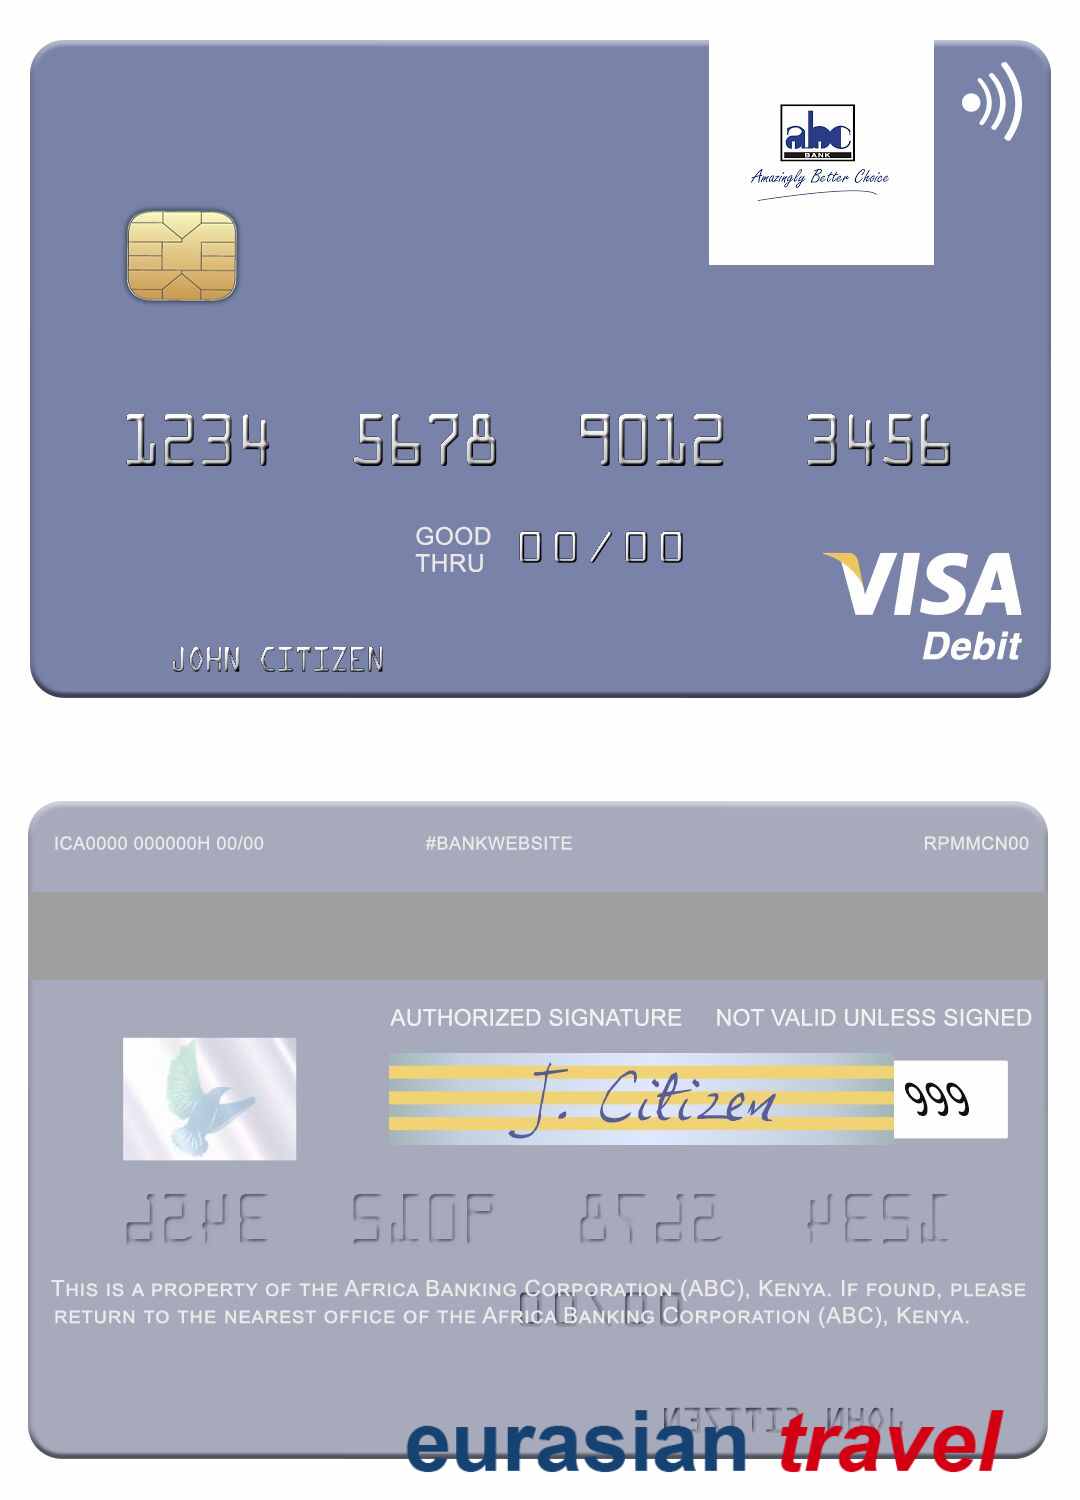 abc
BANK
Amazingly Better Choice
1234 5678 9012 3456
GOOD
THRU 00/00
VISA
Debit
JOHN CITIZEN
ICA0000 000000H 00/00 #BANKWEBSITE RPMMCN00
AUTHORIZED SIGNATURE NOT VALID UNLESS SIGNED
J. Citizen 999
THIS IS A PROPERTY OF THE AFRICA BANKING CORPORATION (ABC), KENYA. IF FOUND, PLEASE
RETURN TO THE NEAREST OFFICE OF THE AFRICA BANKING CORPORATION (ABC), KENYA.
eurasian travel